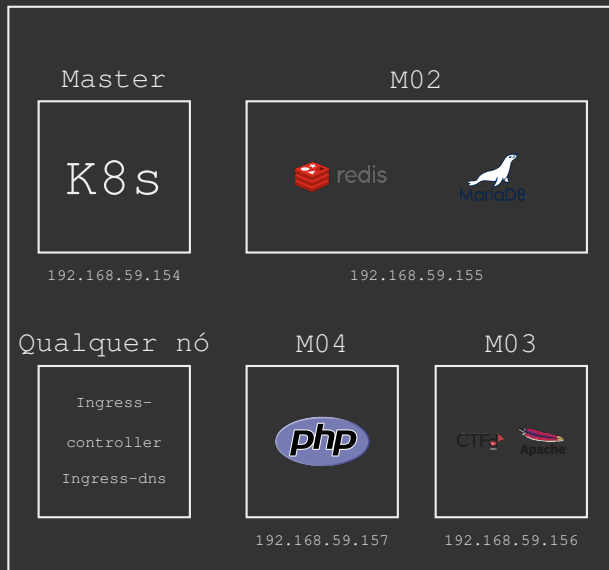 Master
M02
K8s
redis
MariaDB
192.168.59.154
192.168.59.155
Qualquer nó
M04
M03
Ingress-
controller
Ingress-dns
php
CTFd
Apache
192.168.59.157
192.168.59.156